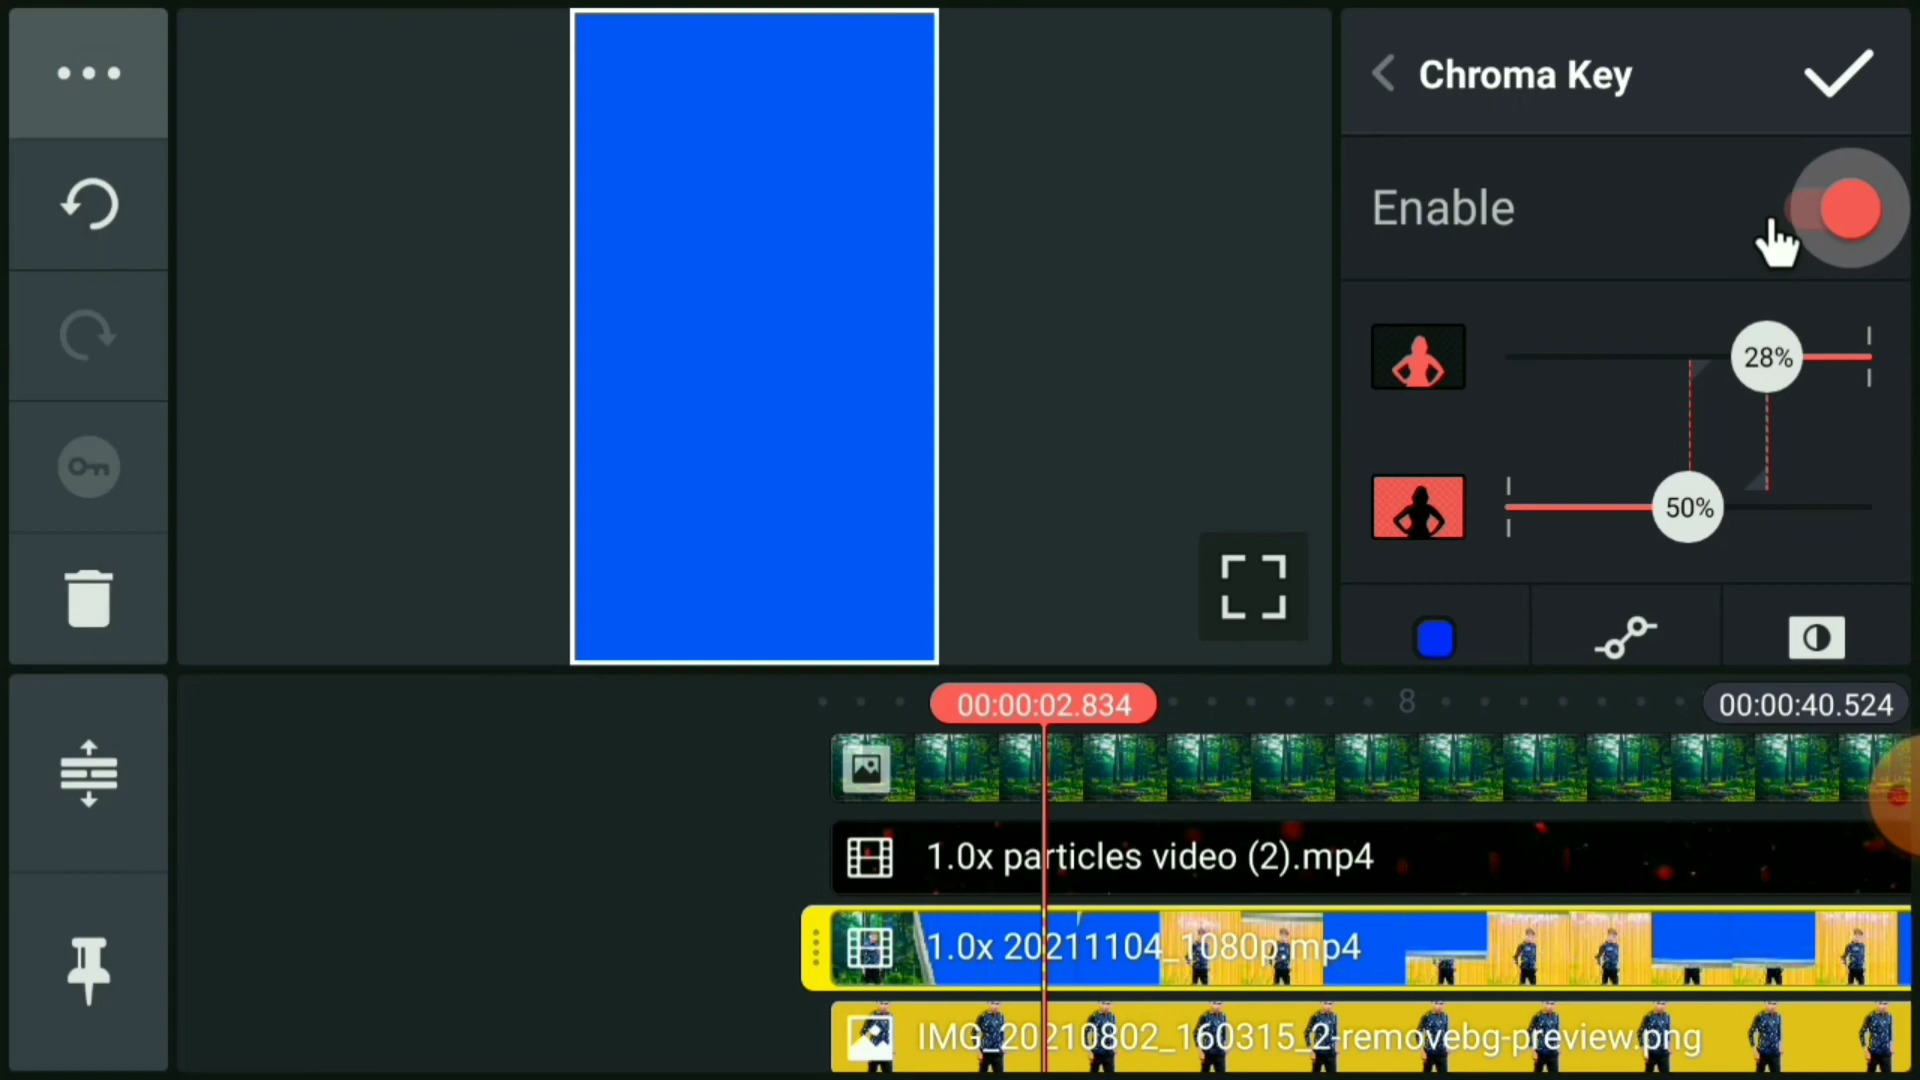 Chroma Key
Enable
28%
50%
00:00:02.834
8
00:00:40.524
1.0x particles video (2).mp4
1.0x 20211104_1080p.mp4
IMG_20210802_160315_2-removebg-preview.png